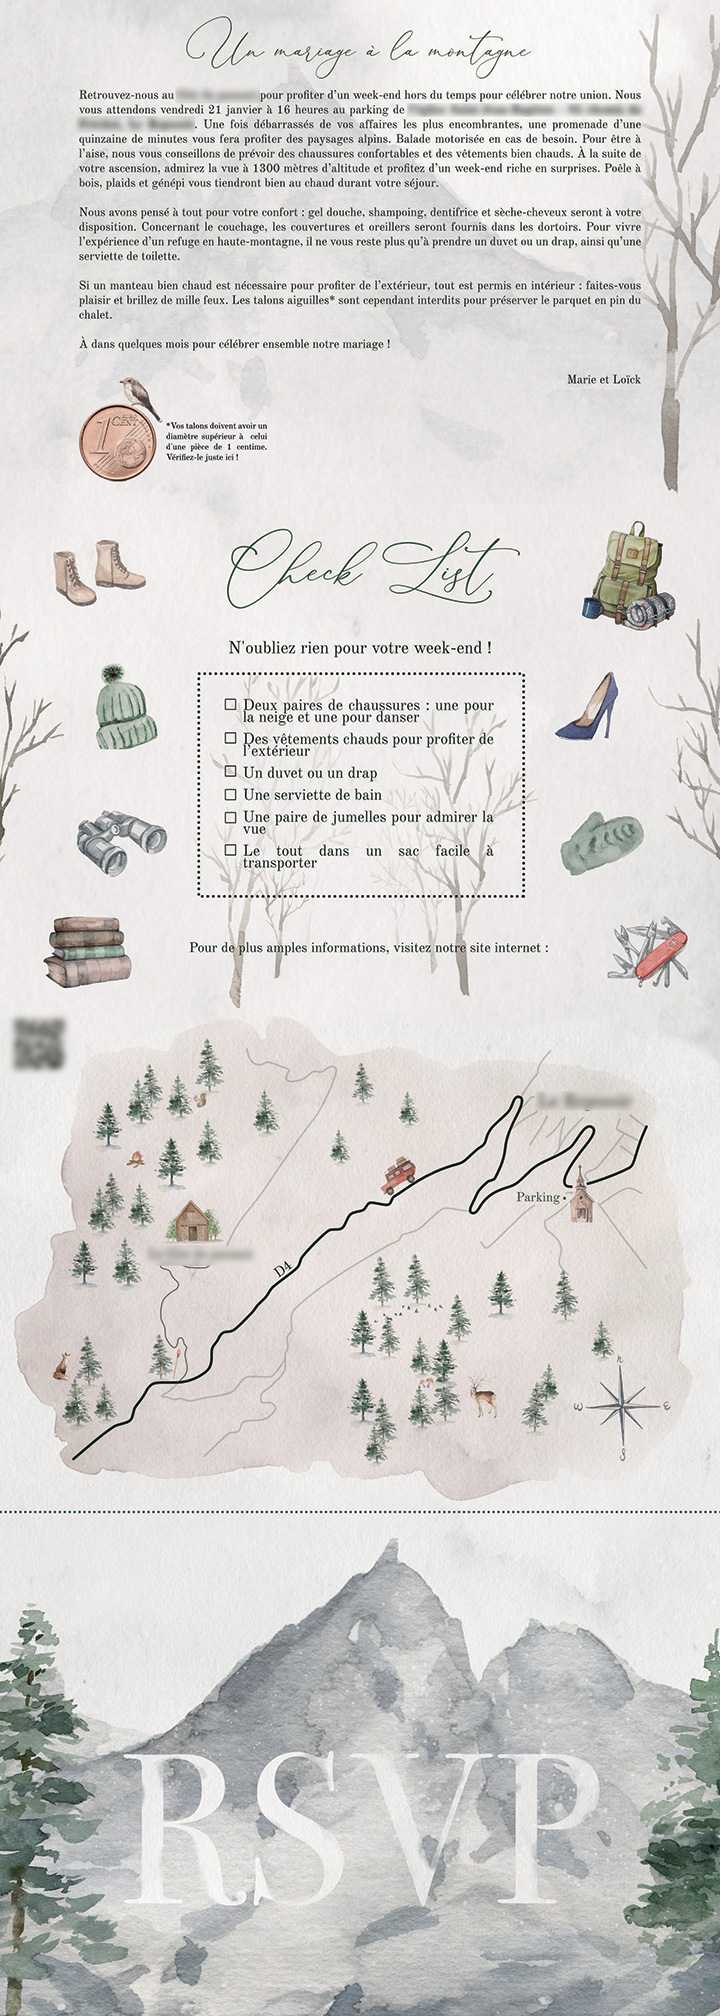 Un mariage à la montagne
Retrouvez-nous au pour profiter d'un week-end hors du temps pour célébrer notre union. Nous
vous attendons vendredi 21 janvier à 16 heures au parking de
. Une fois débarrassés de vos affaires les plus encombrantes, une promenade d'une
quinzaine de minutes vous fera profiter des paysages alpins. Balade motorisée en cas de besoin. Pour être à
l'aise, nous vous conseillons de prévoir des chaussures confortables et des vêtements bien chauds. À la suite de
votre ascension, admirez la vue à 1300 mètres d'altitude et profitez d'un week-end riche en surprises. Poêle à
bois, plaids et génépi vous tiendront bien au chaud durant votre séjour.
Nous avons pensé à tout pour votre confort : gel douche, shampoing, dentifrice et sèche-cheveux seront à votre
disposition. Concernant le couchage, les couvertures et oreillers seront fournis dans les dortoirs. Pour vivre
l'expérience d'un refuge en haute-montagne, il ne vous reste plus qu'à prendre un duvet ou un drap, ainsi qu'une
serviette de toilette.
Si un manteau bien chaud est nécessaire pour profiter de l'extérieur, tout est permis en intérieur : faites-vous
plaisir et brillez de mille feux. Les talons aiguilles* sont cependant interdits pour préserver le parquet en pin du
chalet.
À dans quelques mois pour célébrer ensemble notre mariage !
Marie et Loïck
1 CENT
*Vos talons doivent avoir un
diamètre supérieur à celui
d'une pièce de 1 centime.
Vérifiez-le juste ici !
Check List
N'oubliez rien pour votre week-end !
Deux paires de chaussures : une pour
la neige et une pour danser
Des vêtements chauds pour profiter de
l'extérieur
Un duvet ou un drap
Une serviette de bain
Une paire de jumelles pour admirer la
vue
Le tout dans un sac facile à
transporter
Pour de plus amples informations, visitez notre site internet :
Parking
D4
N
W
E
S
RSVP